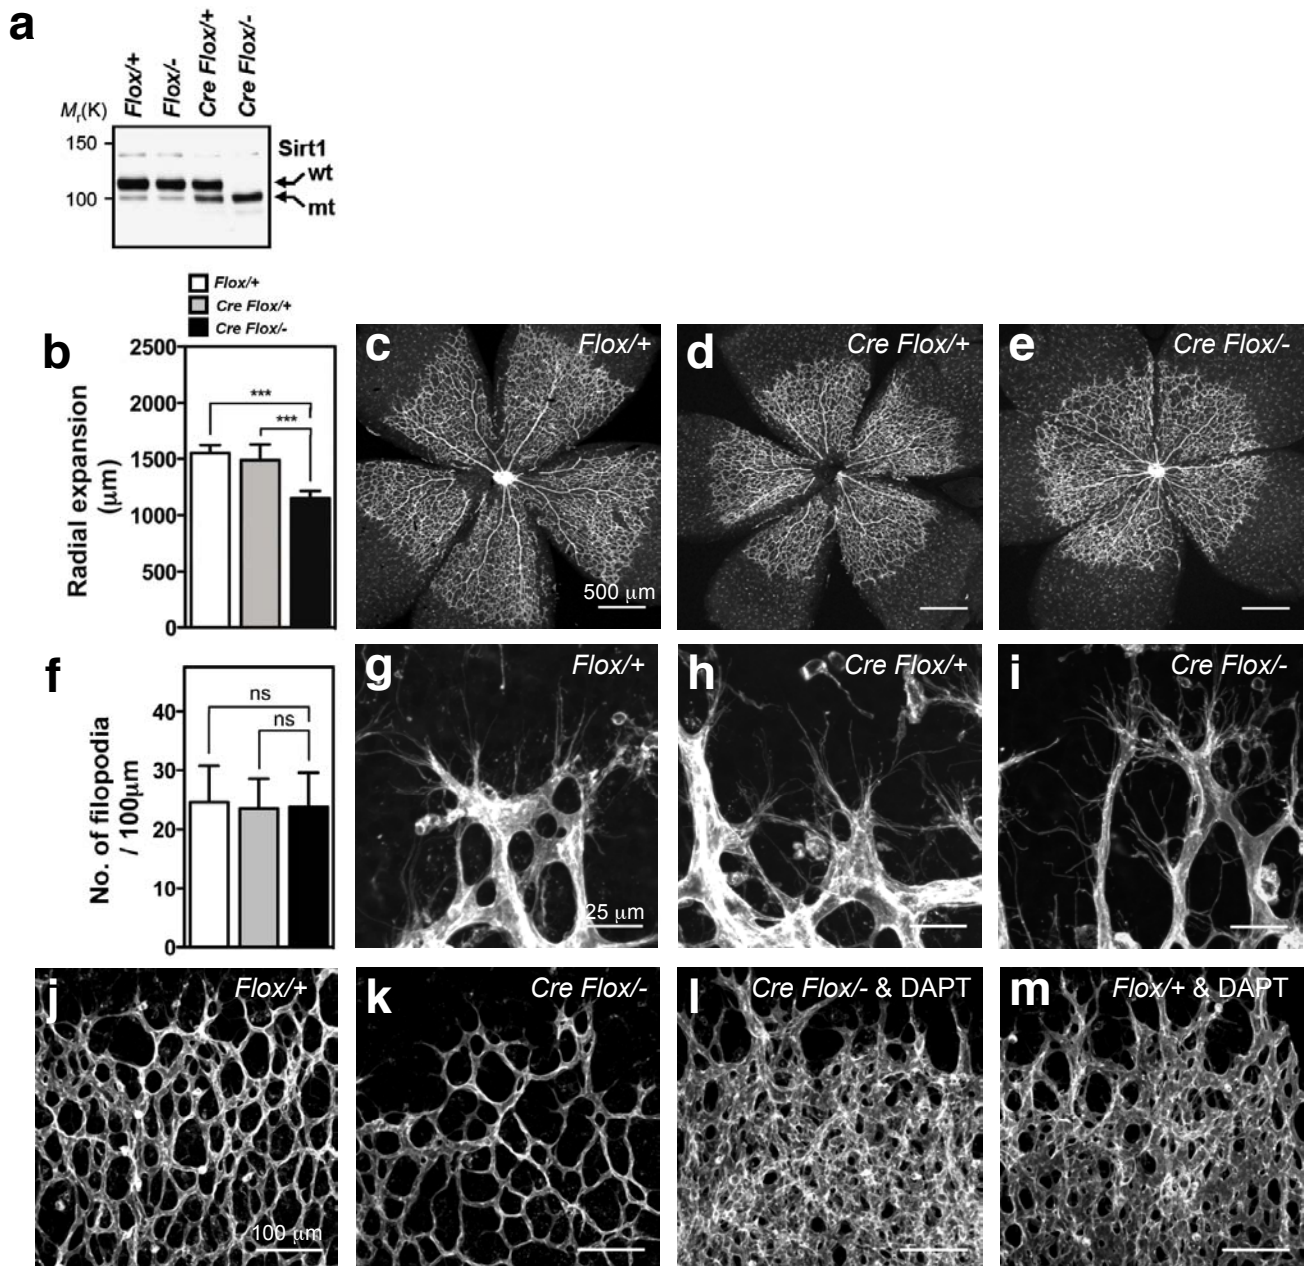 a
Flox/+
Flox/-
Cre Flox/+
Cre Flox/-
Mr(K)
150
100
Sirt1
wt
mt
Flox/+
Cre Flox/+
Cre Flox/-
b
Radial expansion
(μm)
2500
2000
1500
1000
500
0
***
***
c
Flox/+
500 μm
d
Cre Flox/+
e
Cre Flox/-
f
No. of filopodia
/ 100μm
40
30
20
10
0
ns
ns
g
Flox/+
25 μm
h
Cre Flox/+
i
Cre Flox/-
j
Flox/+
100 μm
k
Cre Flox/-
l
Cre Flox/- & DAPT
m
Flox/+ & DAPT